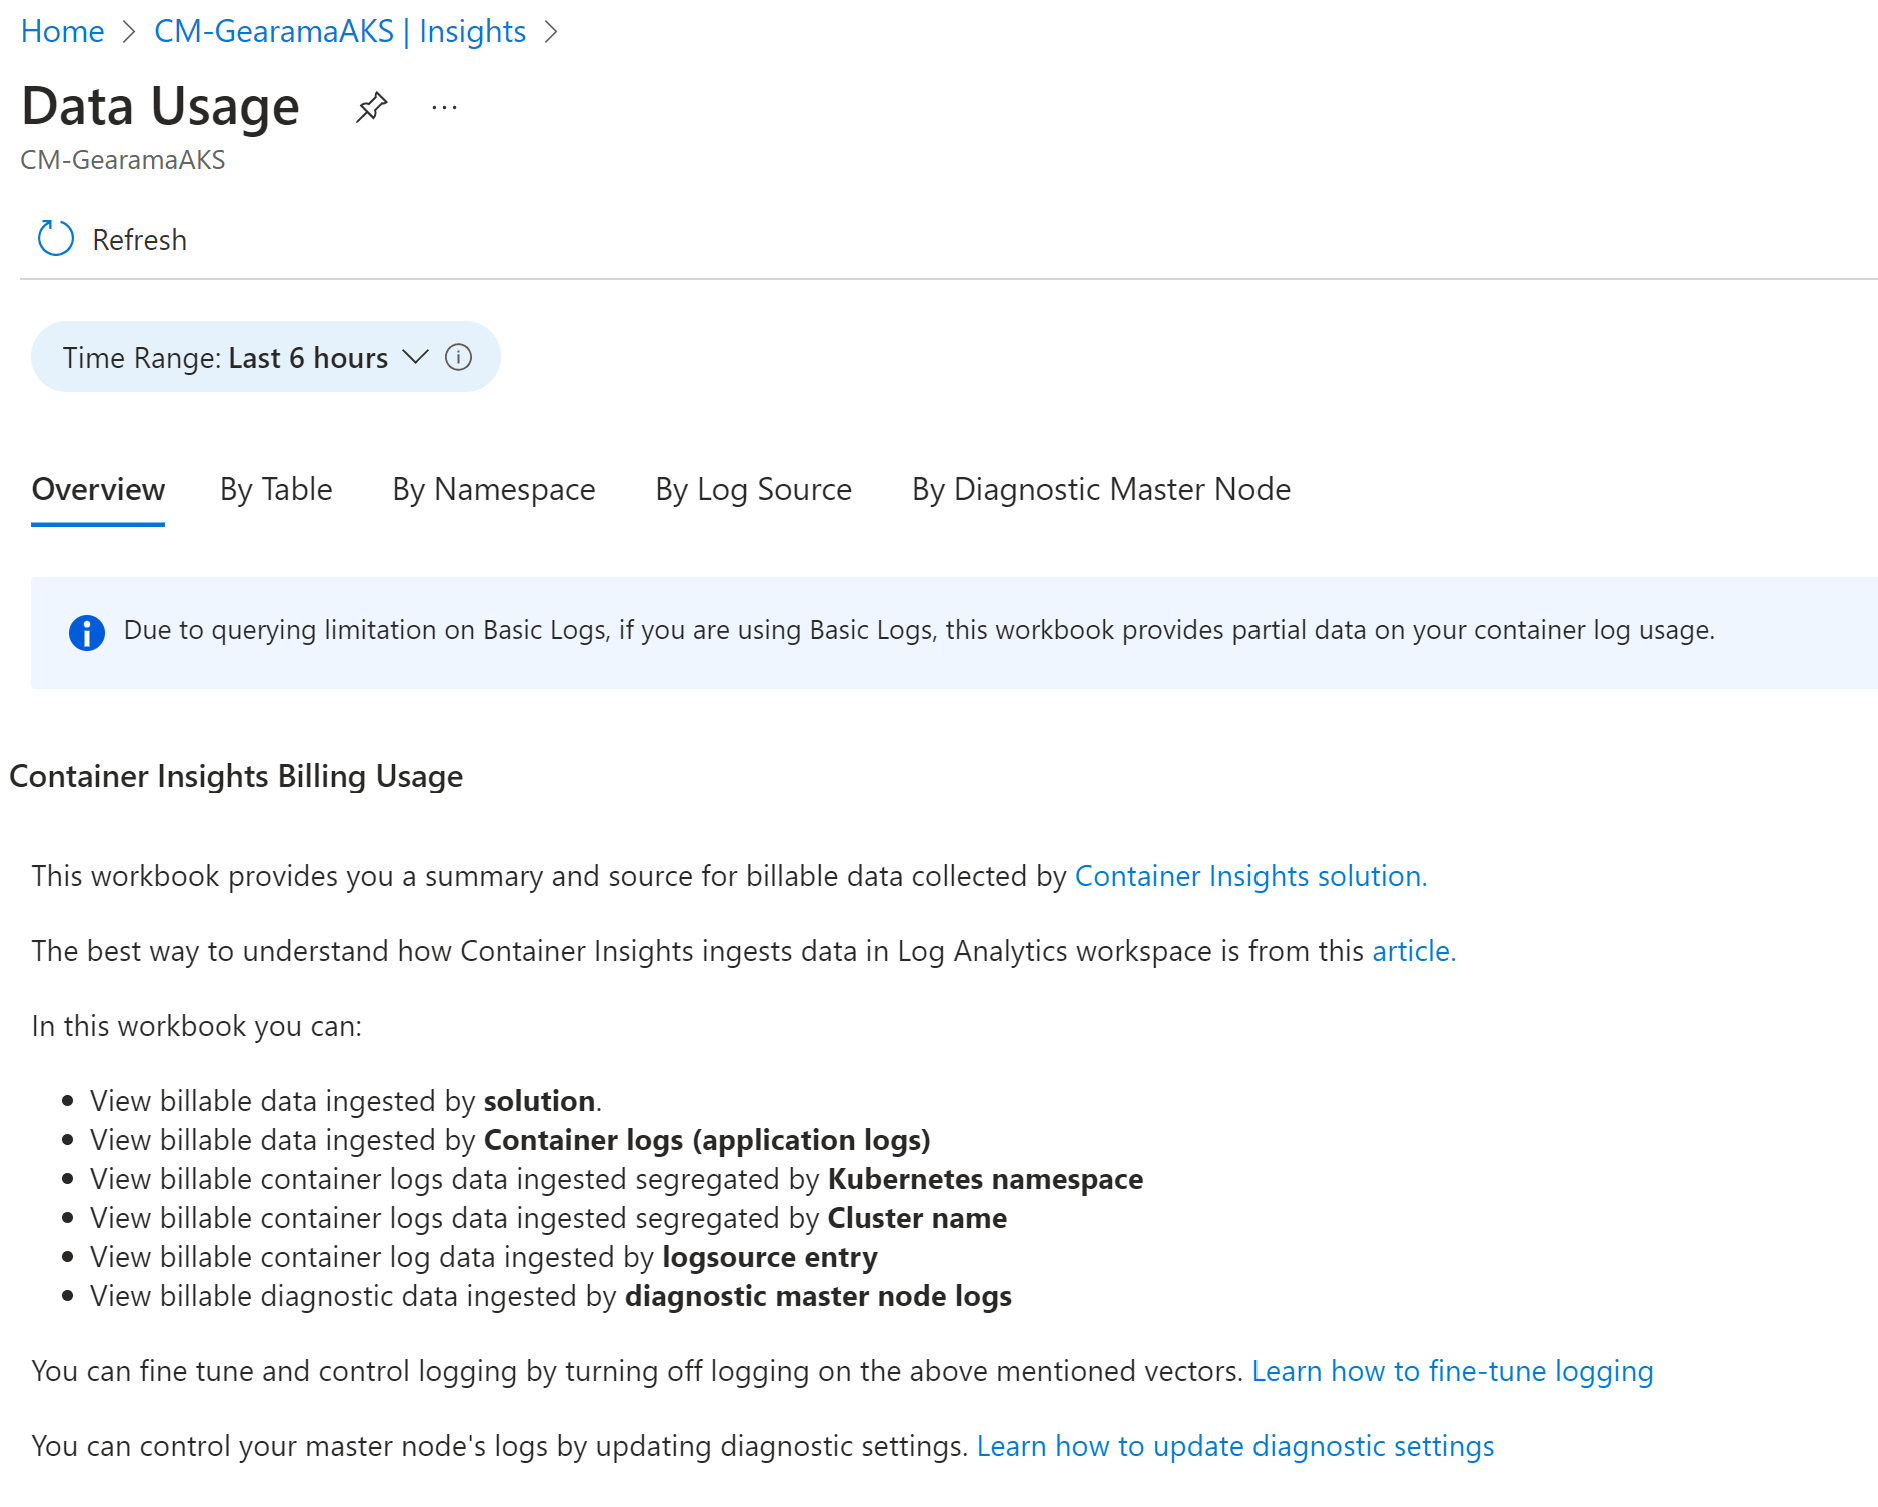 Home > CM-GearamaAKS | Insights >
Data Usage ...
CM-GearamaAKS
Refresh
Time Range: Last 6 hours
Overview By Table By Namespace By Log Source By Diagnostic Master Node
Due to querying limitation on Basic Logs, if you are using Basic Logs, this workbook provides partial data on your container log usage.
Container Insights Billing Usage
This workbook provides you a summary and source for billable data collected by Container Insights solution.
The best way to understand how Container Insights ingests data in Log Analytics workspace is from this article.
In this workbook you can:
• View billable data ingested by solution.
• View billable data ingested by Container logs (application logs)
• View billable container logs data ingested segregated by Kubernetes namespace
• View billable container logs data ingested segregated by Cluster name
• View billable container log data ingested by logsource entry
• View billable diagnostic data ingested by diagnostic master node logs
You can fine tune and control logging by turning off logging on the above mentioned vectors. Learn how to fine-tune logging
You can control your master node's logs by updating diagnostic settings. Learn how to update diagnostic settings